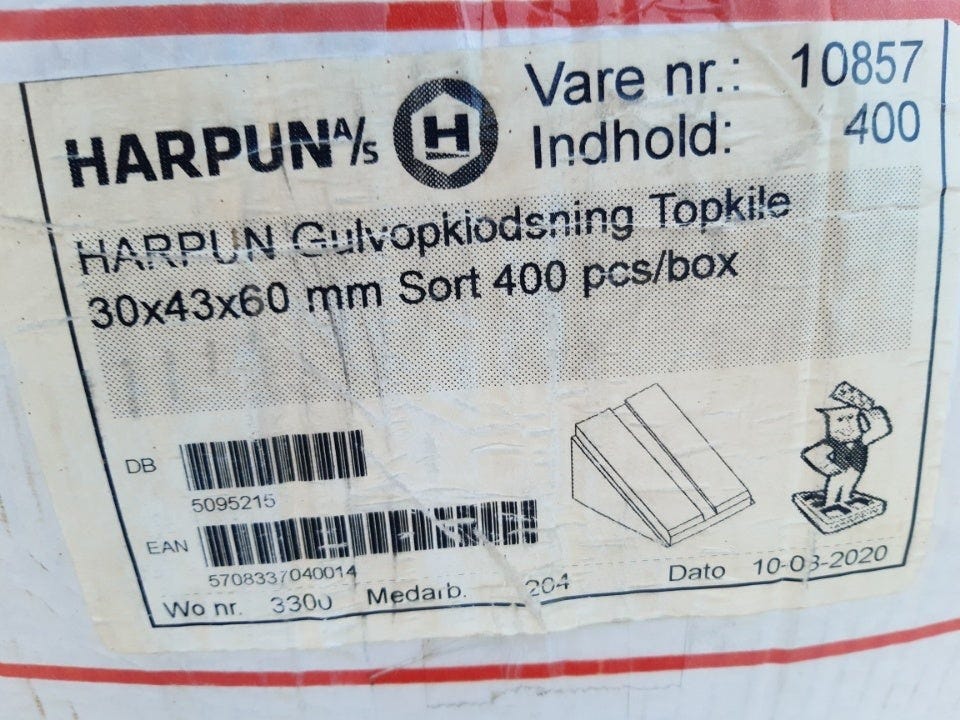 HARPUN A/S H
Vare nr.: 10857
Indhold: 400
HARPUN Gulvopklodsning Topkile
30x43x60 mm Sort 400 pcs/box
DB
5095215
EAN
5708337040014
Wo nr. 3300 Medarb. 204 Dato 10-03-2020